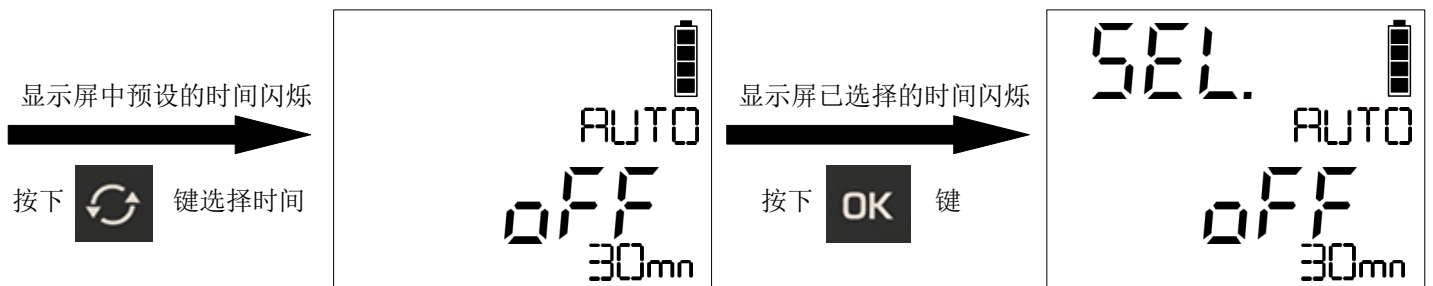 显示屏中预设的时间闪烁
按下 键选择时间
AUTO
oFF
30mn
显示屏已选择的时间闪烁
按下 OK 键
SEL.
AUTO
oFF
30mn